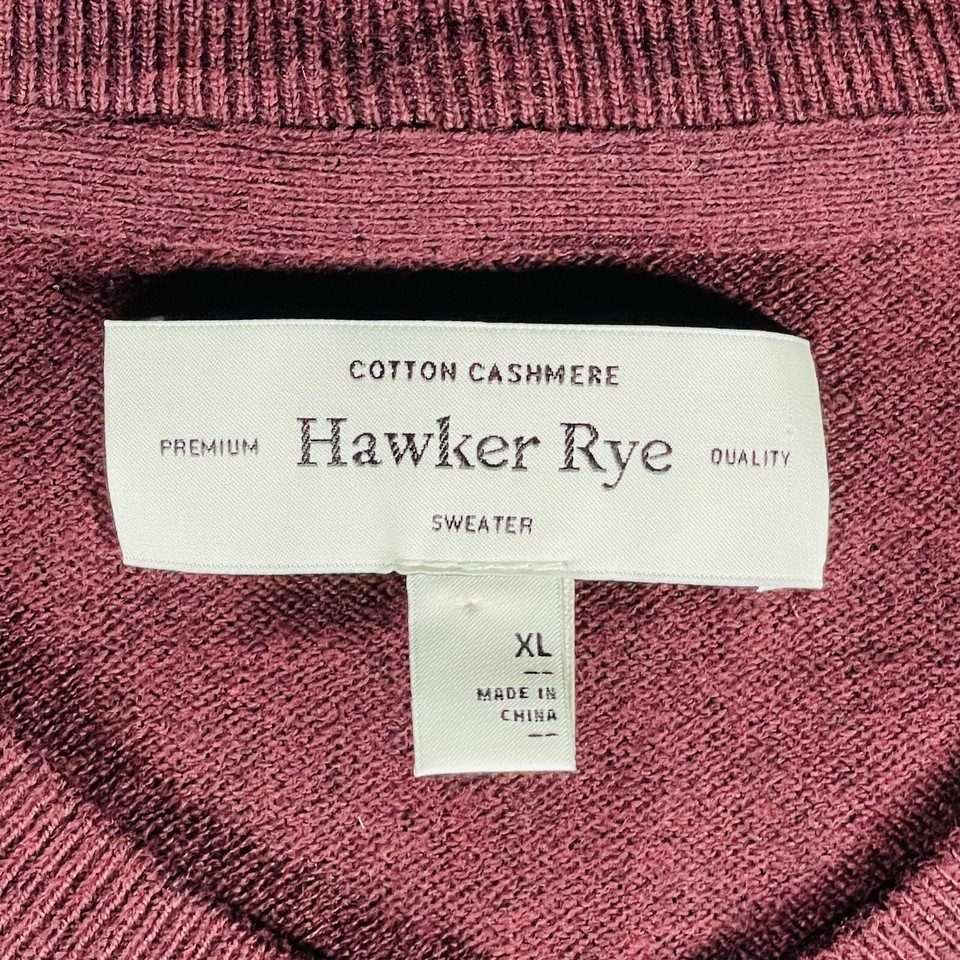 COTTON CASHMERE
PREMIUM Hawker Rye QUALITY
SWEATER
XL
MADE IN
CHINA